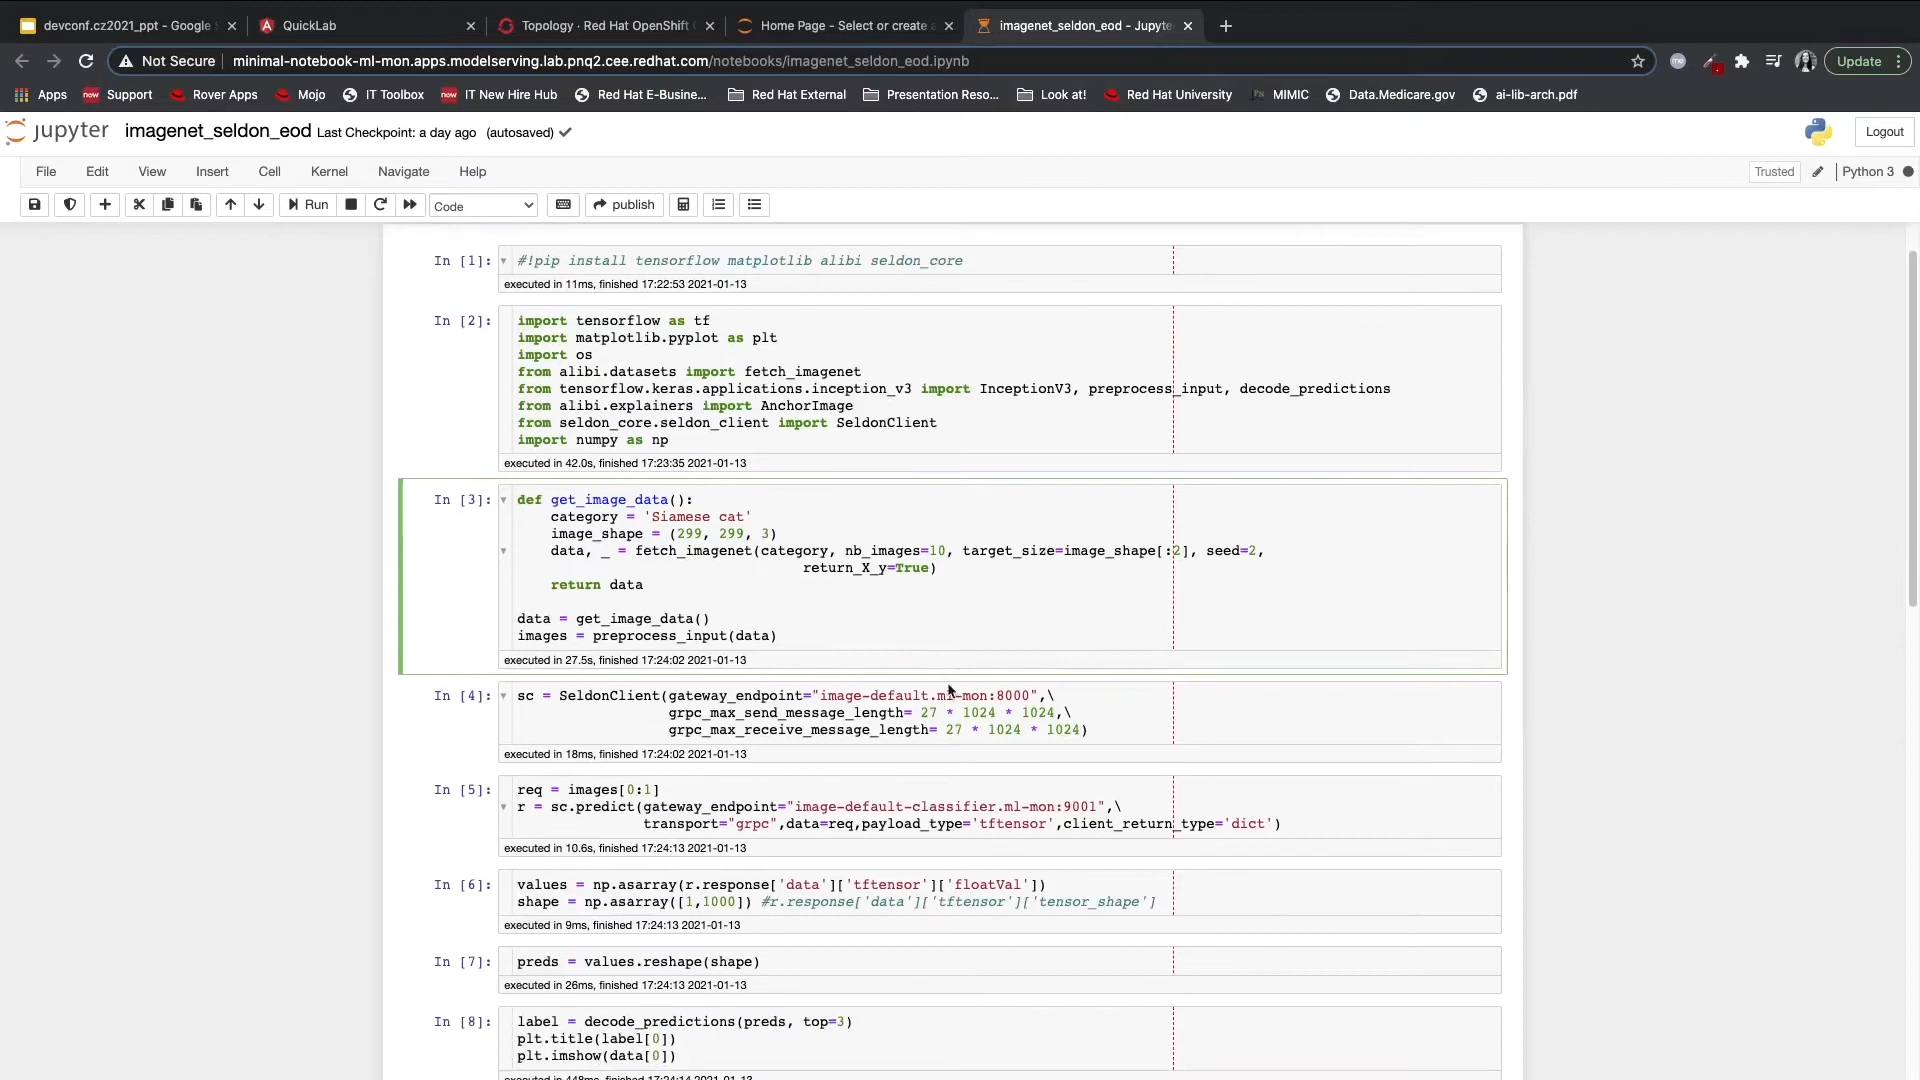 devconf.cz2021_ppt - Google
QuickLab
Topology · Red Hat OpenShift
Home Page - Select or create a
imagenet_seldon_eod - Jupyte
Not Secure minimal-notebook-ml-mon.apps.modelserving.lab.pnq2.cee.redhat.com/notebooks/imagenet_seldon_eod.ipynb Update
Apps Support Rover Apps Mojo IT Toolbox IT New Hire Hub Red Hat E-Busine... Red Hat External Presentation Reso... Look at! Red Hat University MIMIC Data.Medicare.gov ai-lib-arch.pdf
jupyter imagenet_seldon_eod Last Checkpoint: a day ago (autosaved) Logout
File Edit View Insert Cell Kernel Navigate Help Trusted Python 3
Run Code publish
In [1]: #!pip install tensorflow matplotlib alibi seldon_core
executed in 11ms, finished 17:22:53 2021-01-13
In [2]: import tensorflow as tf
import matplotlib.pyplot as plt
import os
from alibi.datasets import fetch_imagenet
from tensorflow.keras.applications.inception_v3 import InceptionV3, preprocess_input, decode_predictions
from alibi.explainers import AnchorImage
from seldon_core.seldon_client import SeldonClient
import numpy as np
executed in 42.0s, finished 17:23:35 2021-01-13
In [3]: def get_image_data():
category = 'Siamese cat'
image_shape = (299, 299, 3)
data, _ = fetch_imagenet(category, nb_images=10, target_size=image_shape[:2], seed=2,
return_X_y=True)
return data
data = get_image_data()
images = preprocess_input(data)
executed in 27.5s, finished 17:24:02 2021-01-13
In [4]: sc = SeldonClient(gateway_endpoint="image-default.ml-mon:8000",\
grpc_max_send_message_length= 27 * 1024 * 1024,\
grpc_max_receive_message_length= 27 * 1024 * 1024)
executed in 18ms, finished 17:24:02 2021-01-13
In [5]: req = images[0:1]
r = sc.predict(gateway_endpoint="image-default-classifier.ml-mon:9001",\
transport="grpc",data=req,payload_type='tftensor',client_return_type='dict')
executed in 10.6s, finished 17:24:13 2021-01-13
In [6]: values = np.asarray(r.response['data']['tftensor']['floatVal'])
shape = np.asarray([1,1000]) #r.response['data']['tftensor']['tensor_shape']
executed in 9ms, finished 17:24:13 2021-01-13
In [7]: preds = values.reshape(shape)
executed in 26ms, finished 17:24:13 2021-01-13
In [8]: label = decode_predictions(preds, top=3)
plt.title(label[0])
plt.imshow(data[0])
executed in 448ms, finished 17:24:14 2021-01-13